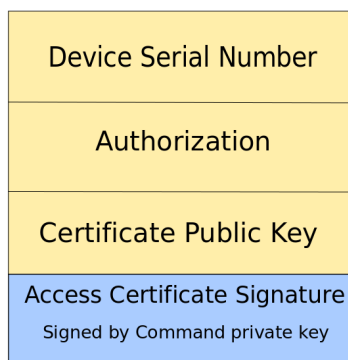 Device Serial Number
Authorization
Certificate Public Key
Access Certificate Signature
Signed by Command private key